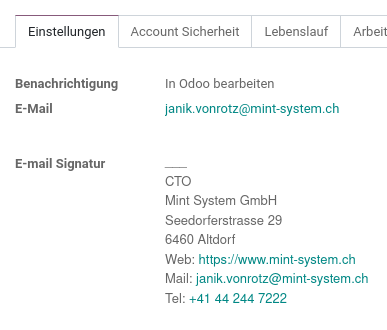 Einstellungen
Account Sicherheit
Lebenslauf
Arbeit
Benachrichtigung
In Odoo bearbeiten
E-Mail
janik.vonrotz@mint-system.ch
E-mail Signatur
___
CTO
Mint System GmbH
Seedorferstrasse 29
6460 Altdorf
Web: https://www.mint-system.ch
Mail: janik.vonrotz@mint-system.ch
Tel: +41 44 244 7222